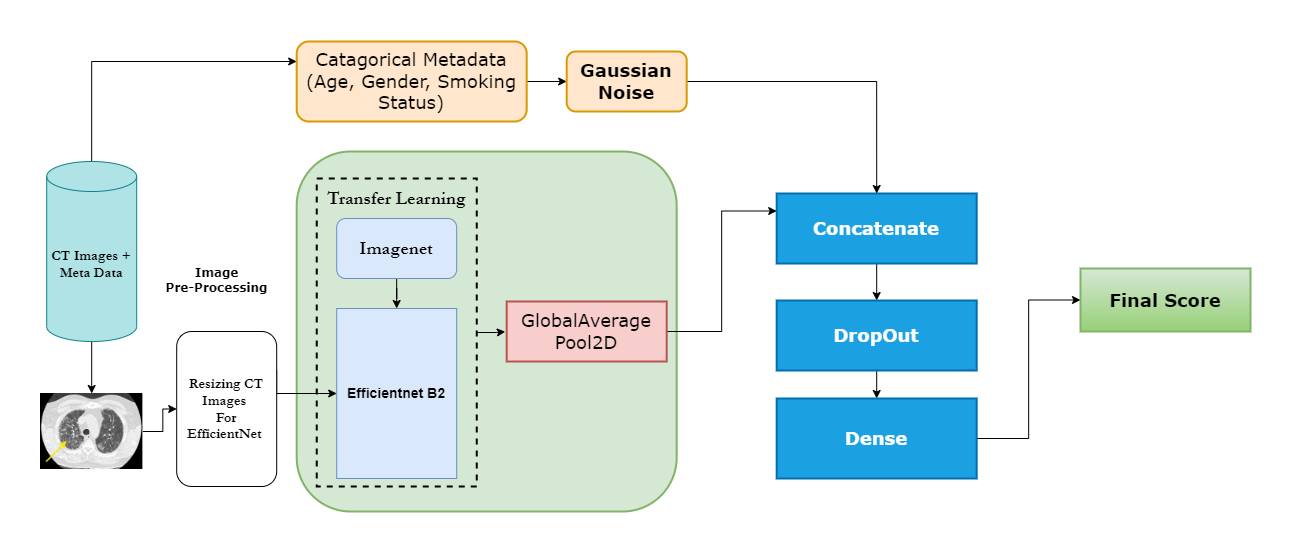 Catagorical Metadata
(Age, Gender, Smoking
Status)
Gaussian
Noise
CT Images +
Meta Data
Image
Pre-Processing
Resizing CT
Images
For
EfficientNet
Transfer Learning
Imagenet
Efficientnet B2
GlobalAverage
Pool2D
Concatenate
DropOut
Dense
Final Score